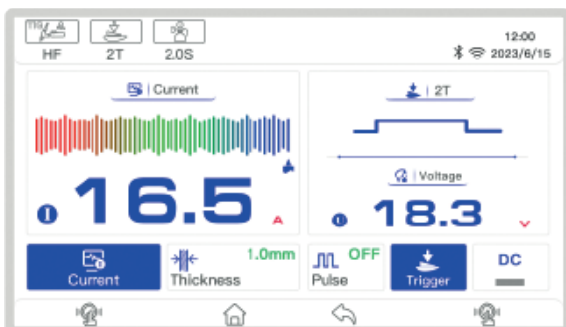 TIG
HF 2T 2.0S
12:00
2023/6/15
Current
2T
16.5 A
Voltage
18.3 V
Current
1.0mm
Thickness
OFF
Pulse
Trigger
DC